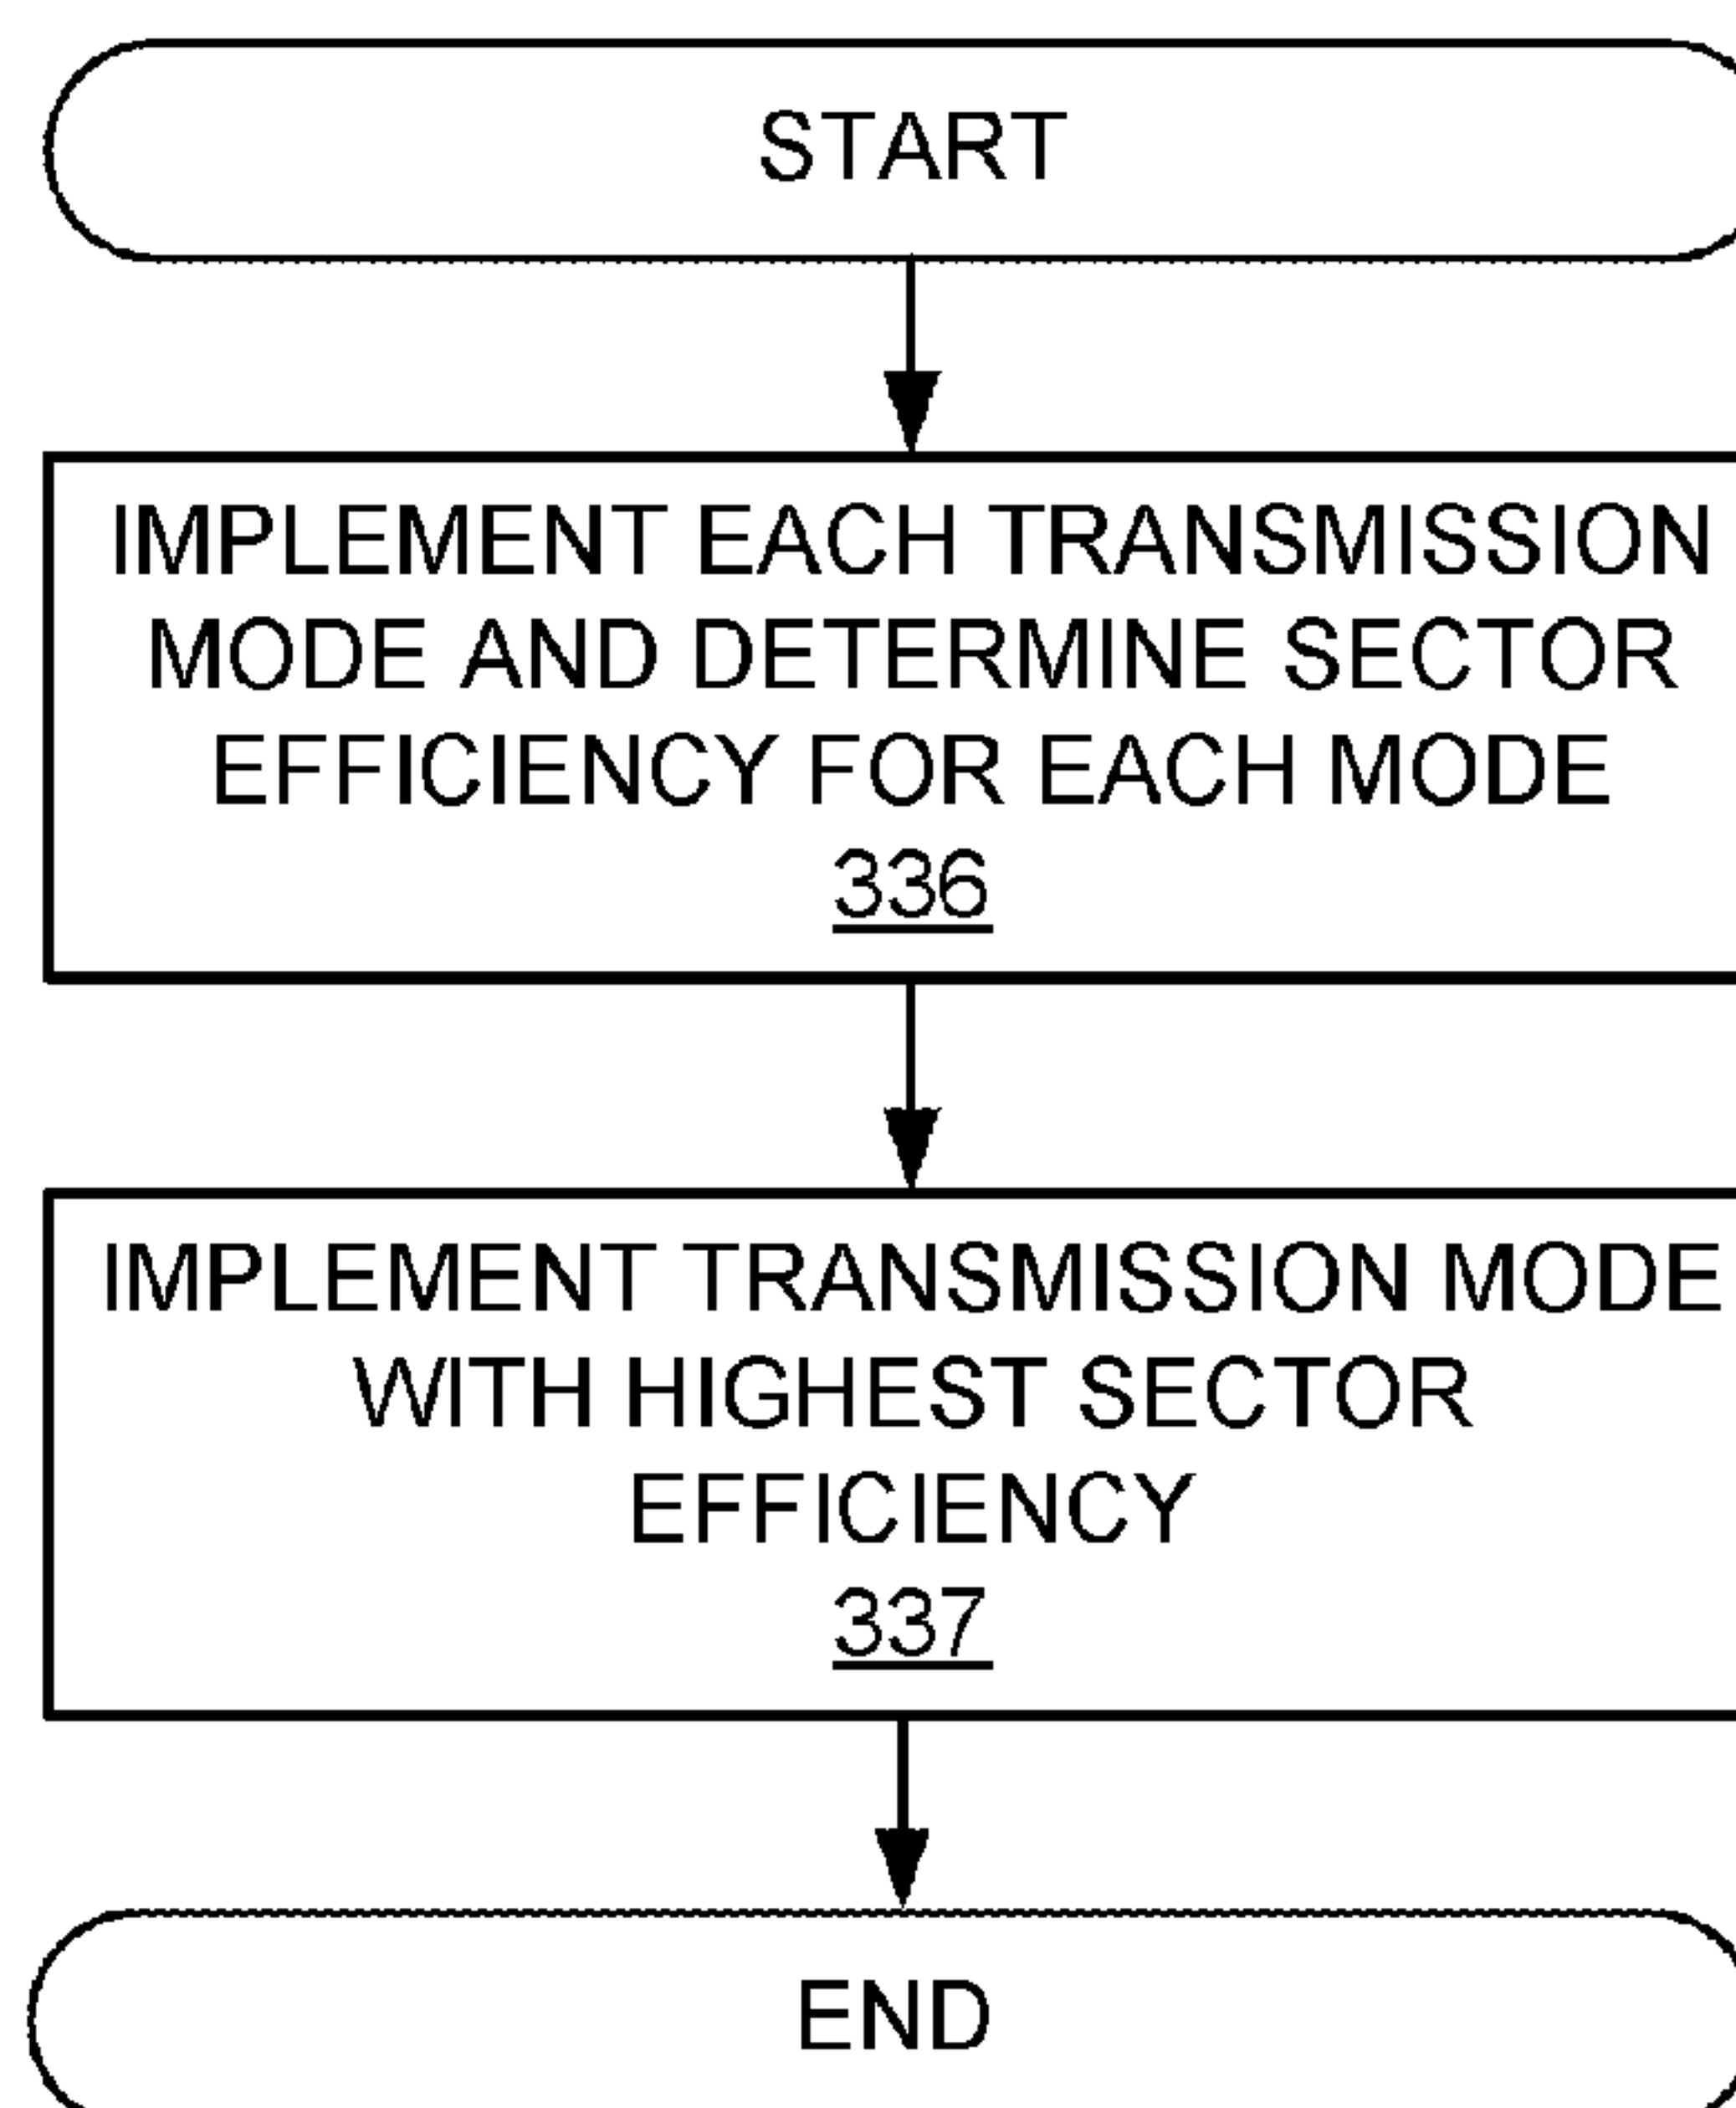 START
IMPLEMENT EACH TRANSMISSION
MODE AND DETERMINE SECTOR
EFFICIENCY FOR EACH MODE
336
IMPLEMENT TRANSMISSION MODE
WITH HIGHEST SECTOR
EFFICIENCY
337
END